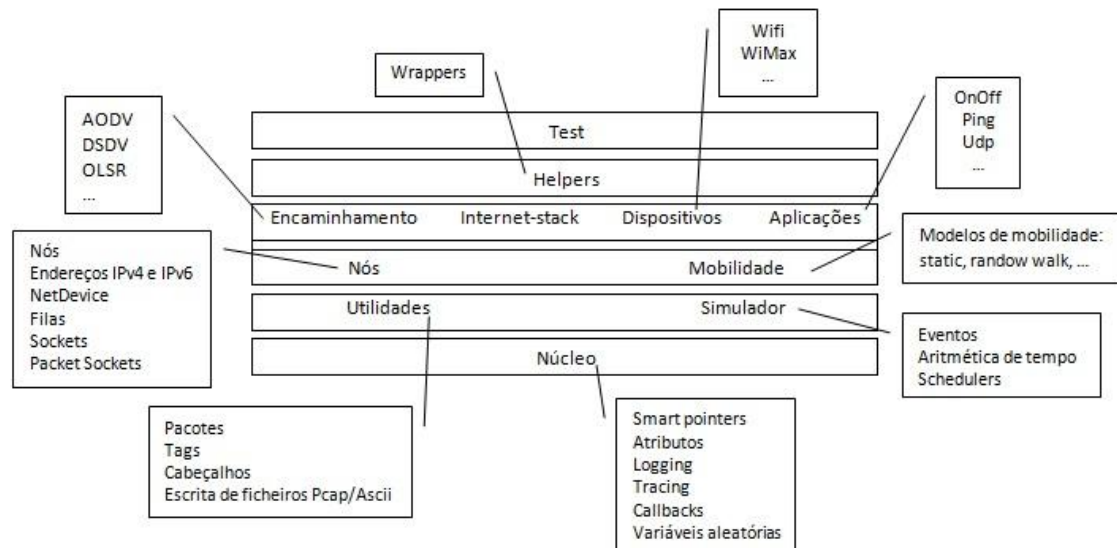 Wifi
WiMax
...
Wrappers
OnOff
Ping
Udp
...
AODV
DSDV
OLSR
...
Test
Helpers
Encaminhamento Internet-stack Dispositivos Aplicações
Nós
Endereços IPv4 e IPv6
NetDevice
Filas
Sockets
Packet Sockets
Nós Mobilidade
Modelos de mobilidade:
static, randow walk, ...
Utilidades Simulador
Eventos
Aritmética de tempo
Schedulers
Núcleo
Pacotes
Tags
Cabeçalhos
Escrita de ficheiros Pcap/Ascii
Smart pointers
Atributos
Logging
Tracing
Callbacks
Variáveis aleatórias